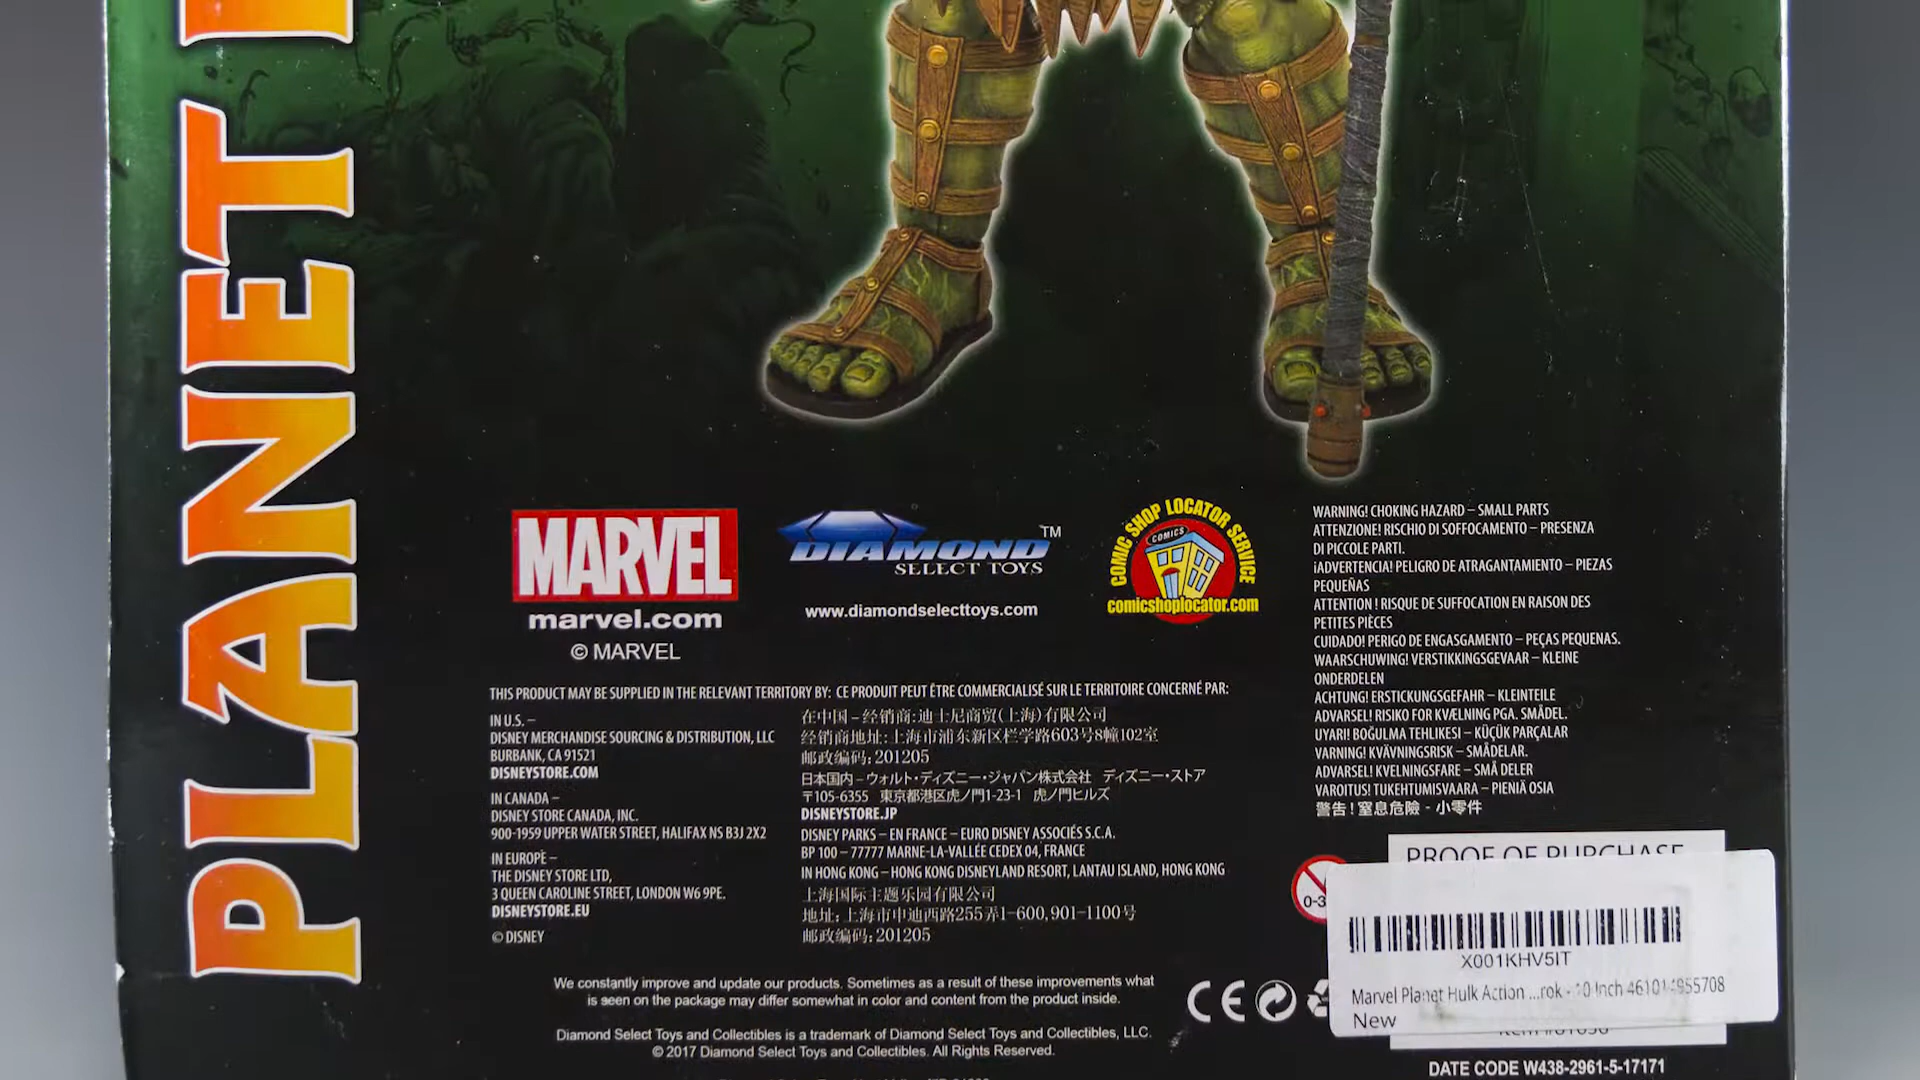 PLANET
MARVEL
marvel.com
© MARVEL
DIAMOND™
SELECT TOYS
www.diamondselecttoys.com
COMIC SHOP LOCATOR SERVICE
COMICS
comicshoplocator.com
WARNING! CHOKING HAZARD – SMALL PARTS
ATTENZIONE! RISCHIO DI SOFFOCAMENTO – PRESENZA
DI PICCOLE PARTI.
¡ADVERTENCIA! PELIGRO DE ATRAGANTAMIENTO – PIEZAS
PEQUEÑAS
ATTENTION ! RISQUE DE SUFFOCATION EN RAISON DES
PETITES PIÈCES
CUIDADO! PERIGO DE ENGASGAMENTO – PEÇAS PEQUENAS.
WAARSCHUWING! VERSTIKKINGSGEVAAR – KLEINE
ONDERDELEN
ACHTUNG! ERSTICKUNGSGEFAHR – KLEINTEILE
ADVARSEL! RISIKO FOR KVÆLNING PGA. SMÅDEL.
UYARI! BOĞULMA TEHLIKESI – KÜÇÜK PARÇALAR
VARNING! KVÄVNINGSRISK – SMÅDELAR.
ADVARSEL! KVELNINGSFARE – SMÅ DELER
VAROITUS! TUKEHTUMISVAARA – PIENIÄ OSIA
警告!窒息危險 - 小零件
THIS PRODUCT MAY BE SUPPLIED IN THE RELEVANT TERRITORY BY: CE PRODUIT PEUT ÊTRE COMMERCIALISÉ SUR LE TERRITOIRE CONCERNÉ PAR:
IN U.S. –
DISNEY MERCHANDISE SOURCING & DISTRIBUTION, LLC
BURBANK, CA 91521
DISNEYSTORE.COM
IN CANADA –
DISNEY STORE CANADA, INC.
900-1959 UPPER WATER STREET, HALIFAX NS B3J 2X2
IN EUROPE –
THE DISNEY STORE LTD,
3 QUEEN CAROLINE STREET, LONDON W6 9PE.
DISNEYSTORE.EU
© DISNEY
在中国–经销商:迪士尼商贸(上海)有限公司
经销商地址:上海市浦东新区栏学路603号8幢102室
邮政编码:201205
日本国内–ウォルト・ディズニー・ジャパン株式会社 ディズニー・ストア
〒105-6355 東京都港区虎ノ門1-23-1 虎ノ門ヒルズ
DISNEYSTORE.JP
DISNEY PARKS – EN FRANCE – EURO DISNEY ASSOCIÉS S.C.A.
BP 100 – 77777 MARNE-LA-VALLÉE CEDEX 04, FRANCE
IN HONG KONG – HONG KONG DISNEYLAND RESORT, LANTAU ISLAND, HONG KONG
上海国际主题乐园有限公司
地址:上海市申迪西路255弄1-600,901-1100号
邮政编码:201205
We constantly improve and update our products. Sometimes as a result of these improvements what
is seen on the package may differ somewhat in color and content from the product inside.
Diamond Select Toys and Collectibles is a trademark of Diamond Select Toys and Collectibles, LLC.
© 2017 Diamond Select Toys and Collectibles. All Rights Reserved.
CE
0-3
PROOF OF PURCHASE
X001KHV5IT
Marvel Planet Hulk Action ...rok - 10 Inch
New
DATE CODE W438-2961-5-17171